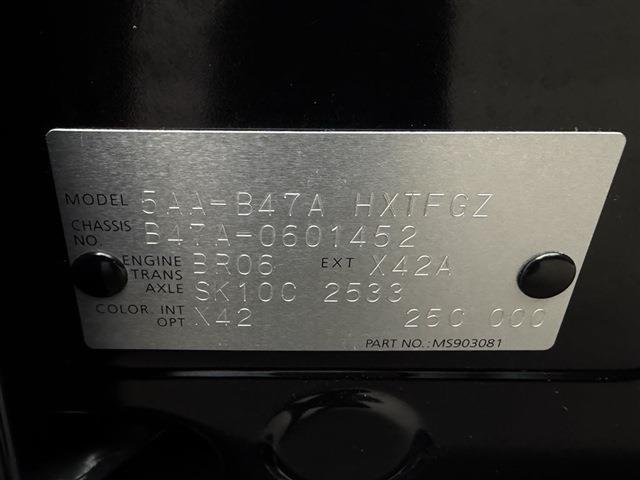 MODEL 5AA-B47A HXTFGZ
CHASSIS NO. B47A-0601452
ENGINE BR06 EXT X42A
TRANS AXLE SK10C 2533
COLOR. INT OPT X42 250 000
PART NO.: MS903081